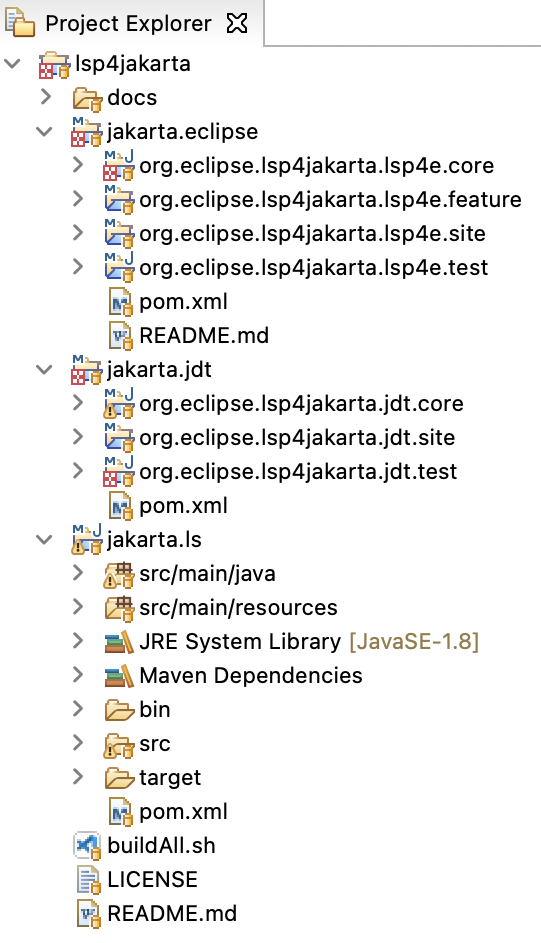 Project Explorer
lsp4jakarta
docs
jakarta.eclipse
org.eclipse.lsp4jakarta.lsp4e.core
org.eclipse.lsp4jakarta.lsp4e.feature
org.eclipse.lsp4jakarta.lsp4e.site
org.eclipse.lsp4jakarta.lsp4e.test
pom.xml
README.md
jakarta.jdt
org.eclipse.lsp4jakarta.jdt.core
org.eclipse.lsp4jakarta.jdt.site
org.eclipse.lsp4jakarta.jdt.test
pom.xml
jakarta.ls
src/main/java
src/main/resources
JRE System Library [JavaSE-1.8]
Maven Dependencies
bin
src
target
pom.xml
buildAll.sh
LICENSE
README.md